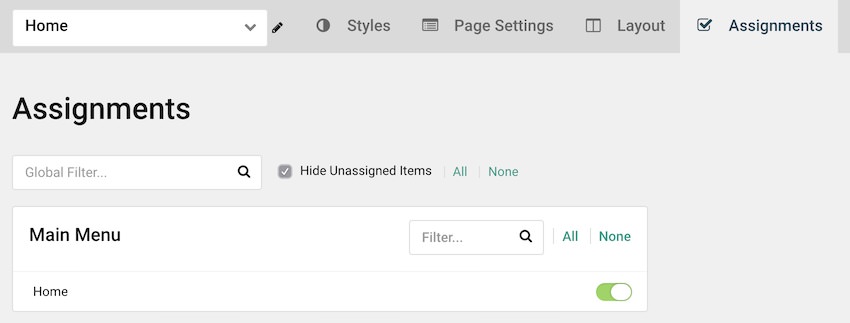 Home Styles Page Settings Layout Assignments
Assignments
Global Filter... Hide Unassigned Items All None
Main Menu Filter... All None
Home